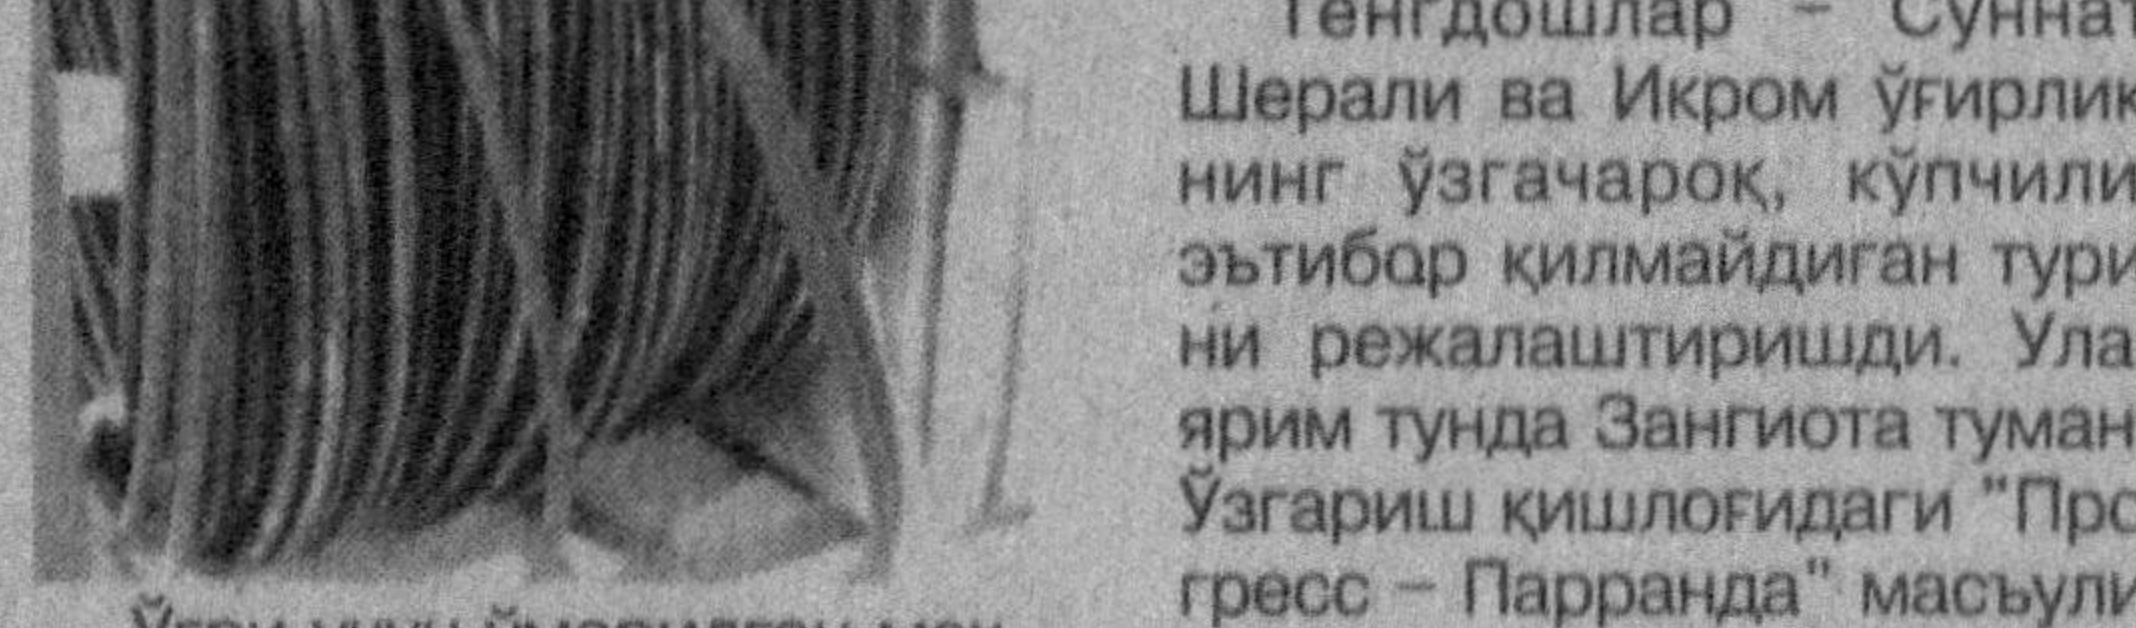 Тенгдошлар – Суннат
Шерали ва Икром ўғирлик
нинг ўзгачароқ, кўпчили
эътибор қилмайдиган тури
ни режалаштиришди. Ула
ярим тунда Зангиота туман
Ўзгариш қишлоғидаги "Про
гресс – Парранда" масъули